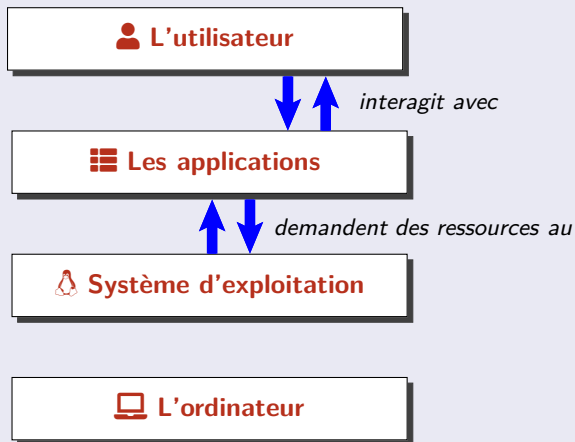 L'utilisateur
interagit avec
Les applications
demandent des ressources au
Système d'exploitation
L'ordinateur